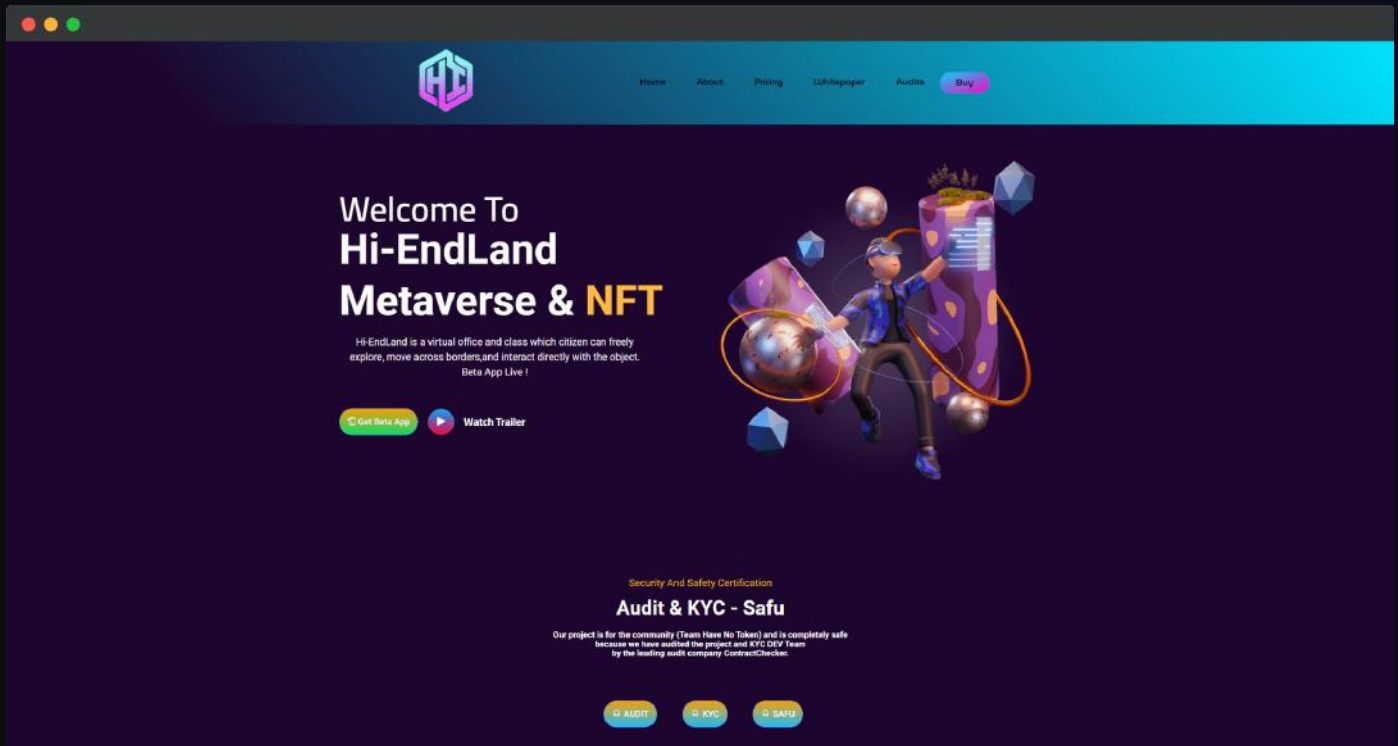 HI
Home About Pricing Whitepaper Audits Buy
Welcome To
Hi-EndLand
Metaverse & NFT
Hi-EndLand is a virtual office and class which citizen can freely
explore, move across borders,and interact directly with the object.
Beta App Live !
Get Beta App Watch Trailer
Security And Safety Certification
Audit & KYC - Safu
Our project is for the community (Team Have No Token) and is completely safe
because we have audited the project and KYC DEV Team
by the leading audit company ContractChecker.
AUDIT KYC SAFU